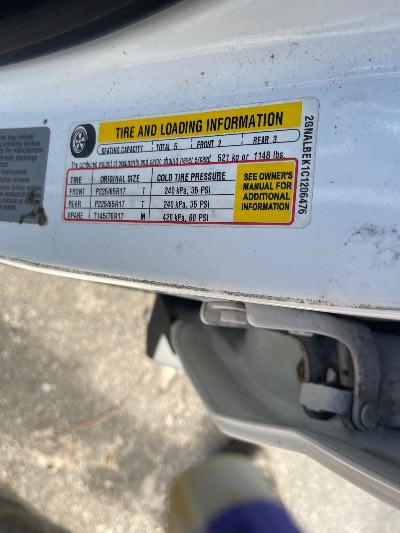 TIRE AND LOADING INFORMATION
SEATING CAPACITY TOTAL 5 FRONT 2 REAR 3
The combined weight of occupants and cargo should never exceed 521 kg or 1148 lbs
TIRE ORIGINAL SIZE COLD TIRE PRESSURE
FRONT P225/65R17 T 240 kPa, 35 PSI
REAR P225/65R17 T 240 kPa, 35 PSI
SPARE T145/70R17 M 420 kPa, 60 PSI
SEE OWNER'S
MANUAL FOR
ADDITIONAL
INFORMATION
2GNALBEK1C1206476